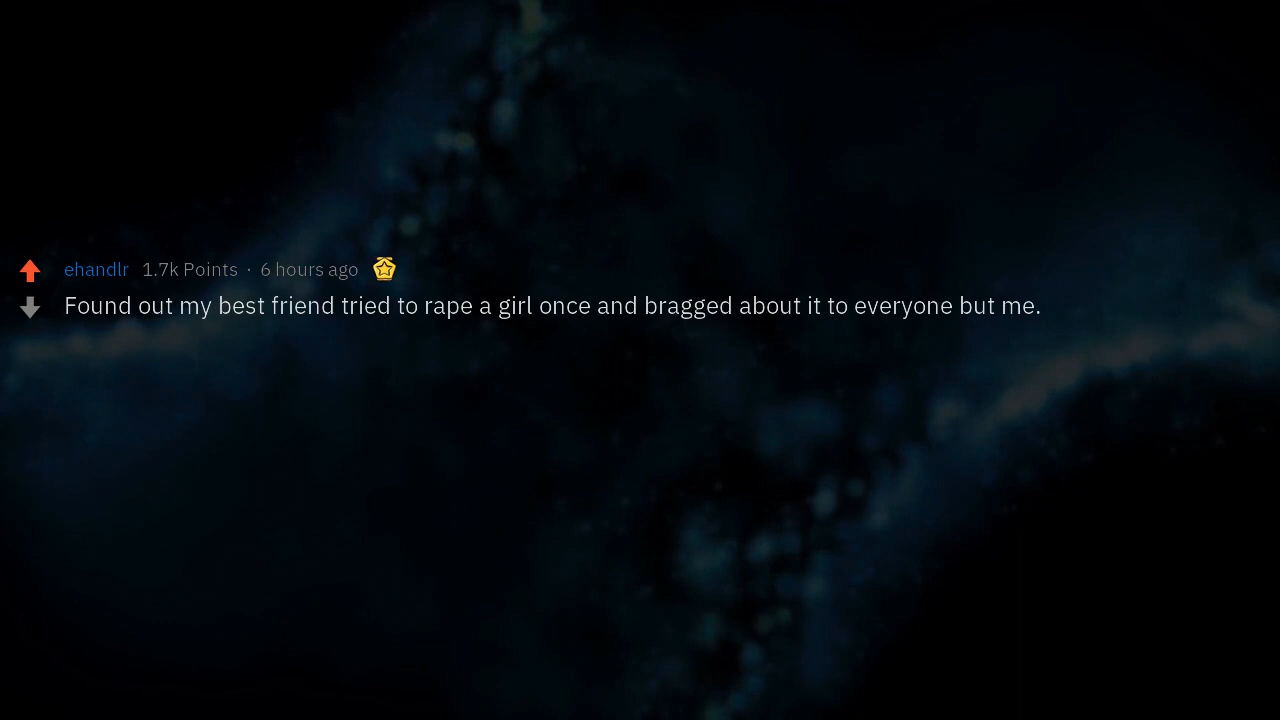 ehandlr 1.7k Points · 6 hours ago
Found out my best friend tried to rape a girl once and bragged about it to everyone but me.